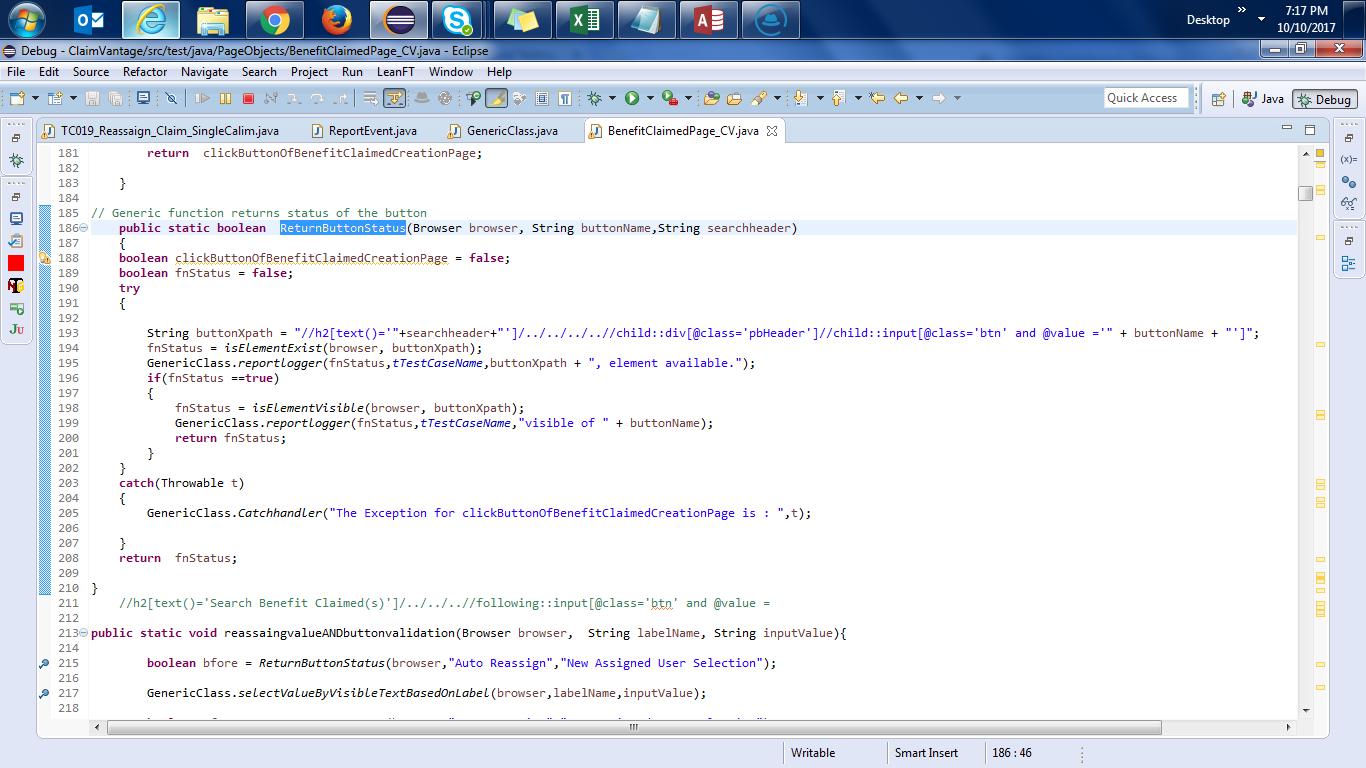 Desktop
»
7:17 PM
10/10/2017
Debug - ClaimVantage/src/test/java/PageObjects/BenefitClaimedPage_CV.java - Eclipse
File Edit Source Refactor Navigate Search Project Run LeanFT Window Help
Quick Access Java Debug
TC019_Reassaign_Claim_SingleCalim.java ReportEvent.java GenericClass.java BenefitClaimedPage_CV.java
181 return clickButtonOfBenefitClaimedCreationPage;
182
183 }
184
185 // Generic function returns status of the button
186 public static boolean ReturnButtonStatus(Browser browser, String buttonName,String searchheader)
187 {
188 boolean clickButtonOfBenefitClaimedCreationPage = false;
189 boolean fnStatus = false;
190 try
191 {
192
193 String buttonXpath = "//h2[text()='"+searchheader+"']/../../../..//child::div[@class='pbHeader']//child::input[@class='btn' and @value ='" + buttonName + "']";
194 fnStatus = isElementExist(browser, buttonXpath);
195 GenericClass.reportlogger(fnStatus,tTestCaseName,buttonXpath + ", element available.");
196 if(fnStatus ==true)
197 {
198 fnStatus = isElementVisible(browser, buttonXpath);
199 GenericClass.reportlogger(fnStatus,tTestCaseName,"visible of " + buttonName);
200 return fnStatus;
201 }
202 }
203 catch(Throwable t)
204 {
205 GenericClass.Catchhandler("The Exception for clickButtonOfBenefitClaimedCreationPage is : ",t);
206
207 }
208 return fnStatus;
209
210 }
211 //h2[text()='Search Benefit Claimed(s)']/../../..//following::input[@class='btn' and @value =
212
213 public static void reassaingvalueANDbuttonvalidation(Browser browser, String labelName, String inputValue){
214
215 boolean bfore = ReturnButtonStatus(browser,"Auto Reassign","New Assigned User Selection");
216
217 GenericClass.selectValueByVisibleTextBasedOnLabel(browser,labelName,inputValue);
218
Writable Smart Insert 186 : 46